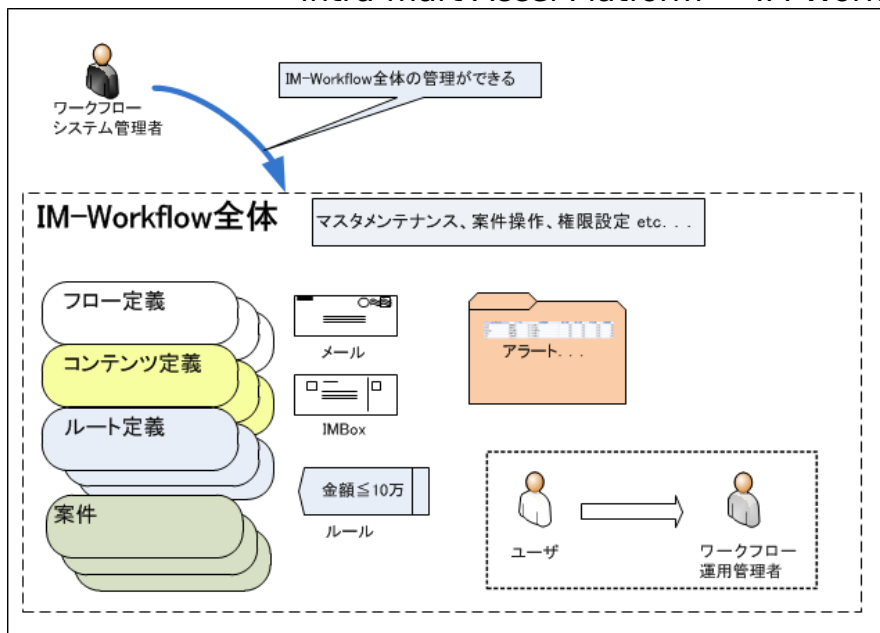 IM-Workflow全体の管理ができる
ワークフロー
システム管理者
IM-Workflow全体
マスタメンテナンス、案件操作、権限設定 etc...
フロー定義
コンテンツ定義
ルート定義
案件
メール
IMBox
金額≦10万
ルール
アラート...
ユーザ
ワークフロー
運用管理者